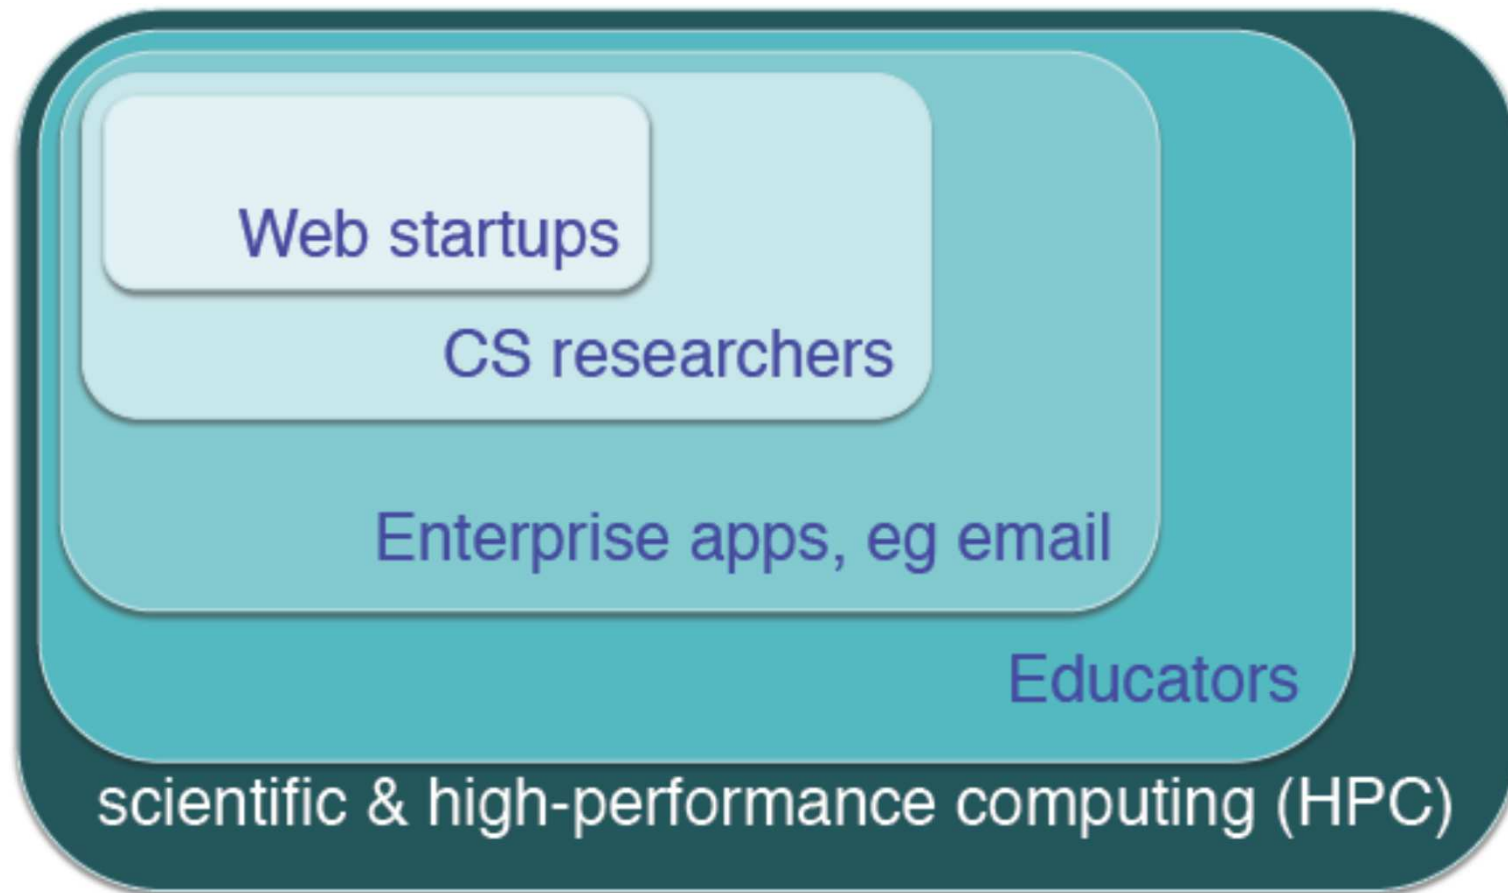 Web startups
CS researchers
Enterprise apps, eg email
Educators
scientific & high-performance computing (HPC)